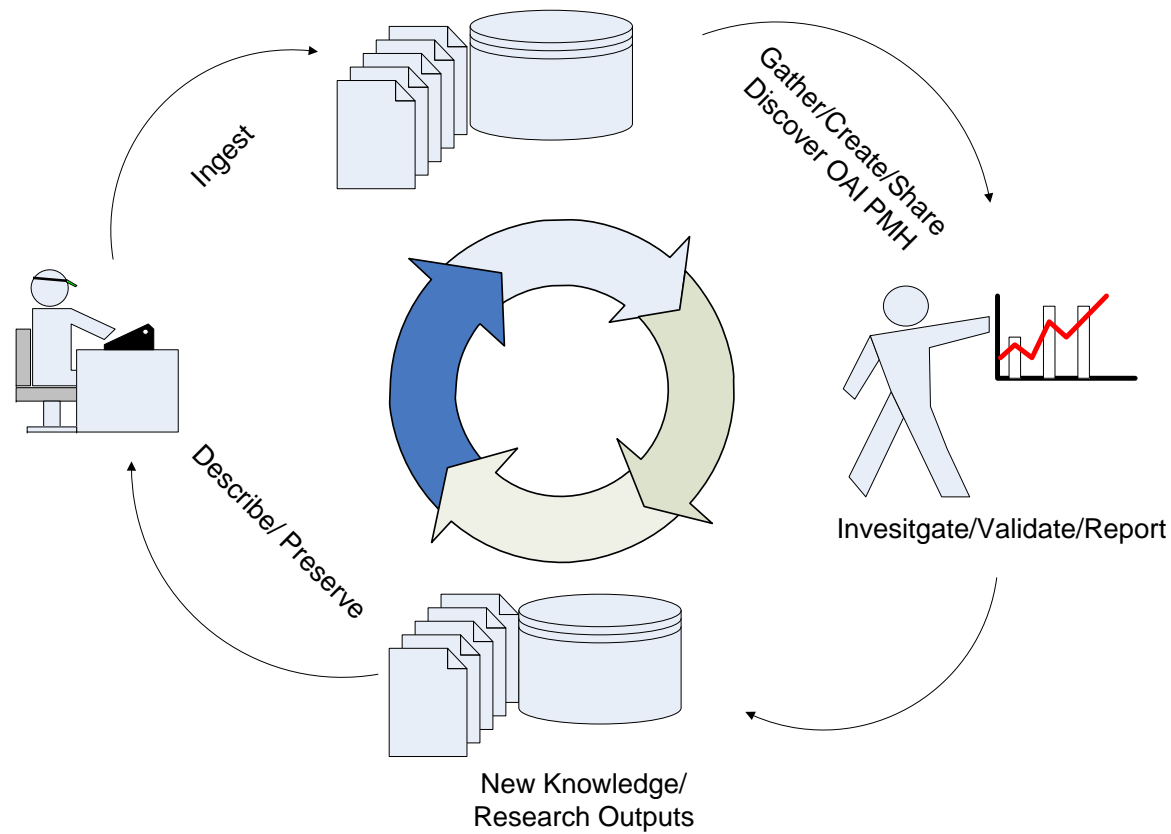 Ingest
Gather/Create/Share
Discover OAI PMH
Invesitgate/Validate/Report
Describe/ Preserve
New Knowledge/
Research Outputs